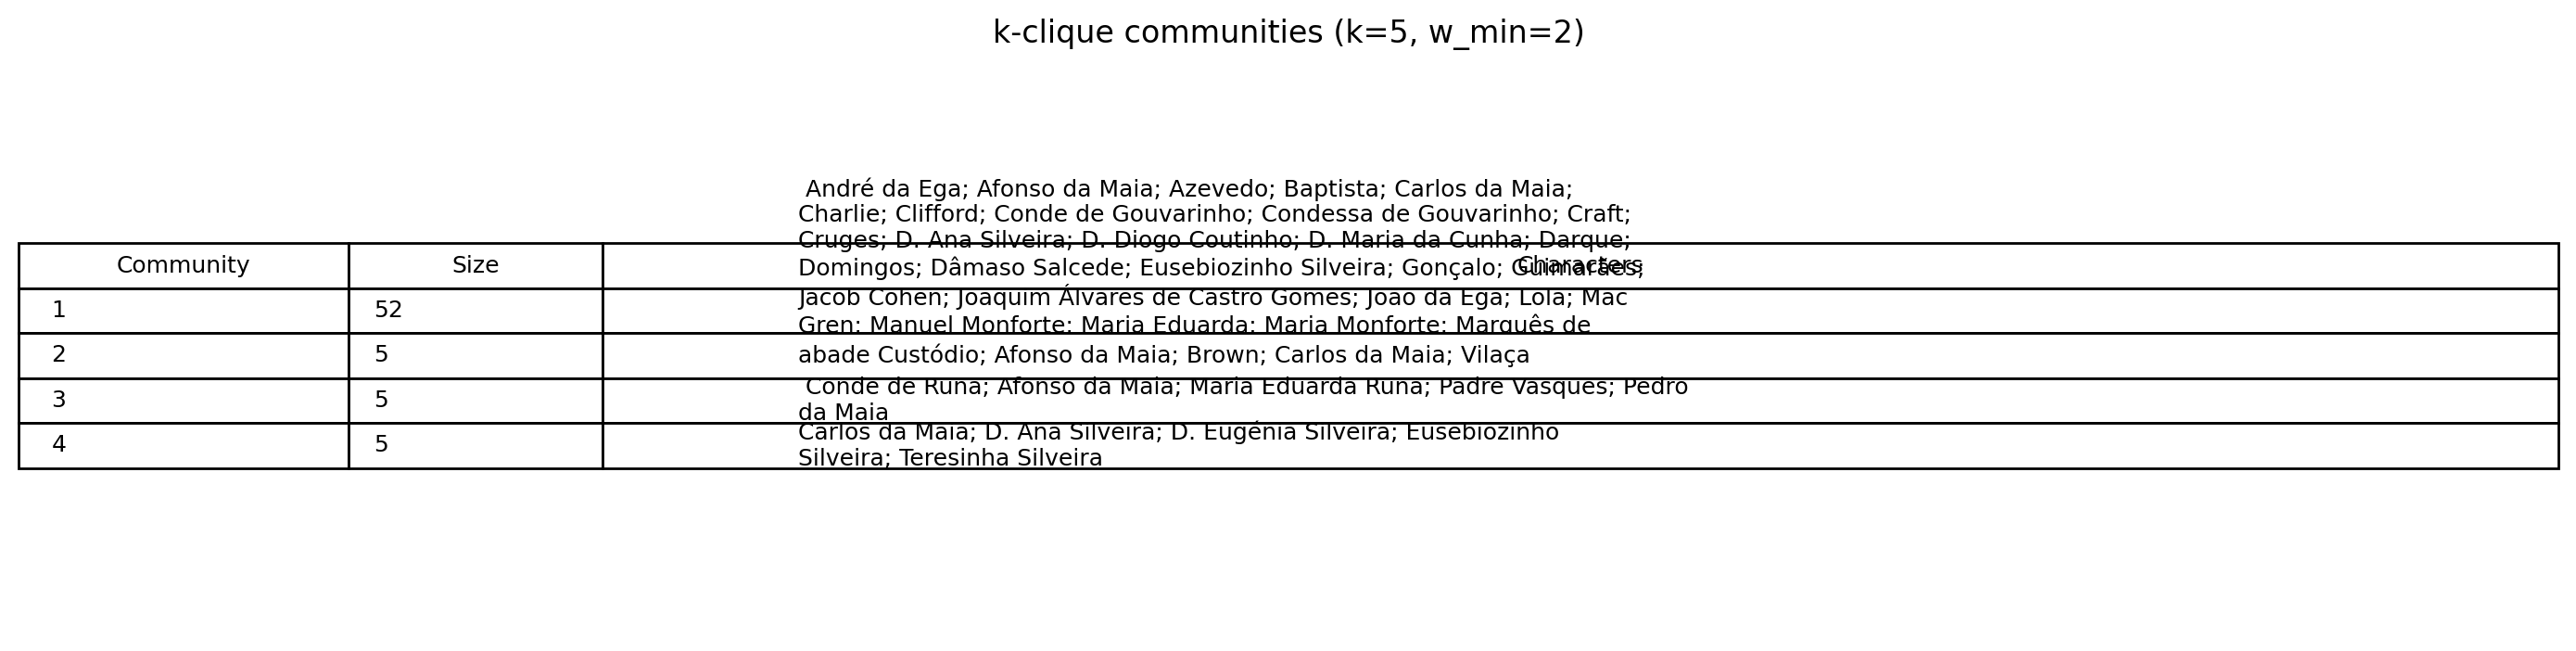 k-clique communities (k=5, w_min=2)
André da Ega; Afonso da Maia; Azevedo; Baptista; Carlos da Maia;
Charlie; Clifford; Conde de Gouvarinho; Condessa de Gouvarinho; Craft;
Cruges; D. Ana Silveira; D. Diogo Coutinho; D. Maria da Cunha; Darque;
Community Size Characters
Domingos; Dâmaso Salcede; Eusebiozinho Silveira; Gonçalo; Guimarães;
1 52 Jacob Cohen; Joaquim Álvares de Castro Gomes; João da Ega; Lola; Mac
Gren; Manuel Monforte; Maria Eduarda; Maria Monforte; Marquês de
2 5 abade Custódio; Afonso da Maia; Brown; Carlos da Maia; Vilaça
3 5 Conde de Runa; Afonso da Maia; Maria Eduarda Runa; Padre Vasques; Pedro
da Maia
4 5 Carlos da Maia; D. Ana Silveira; D. Eugénia Silveira; Eusebiozinho
Silveira; Teresinha Silveira